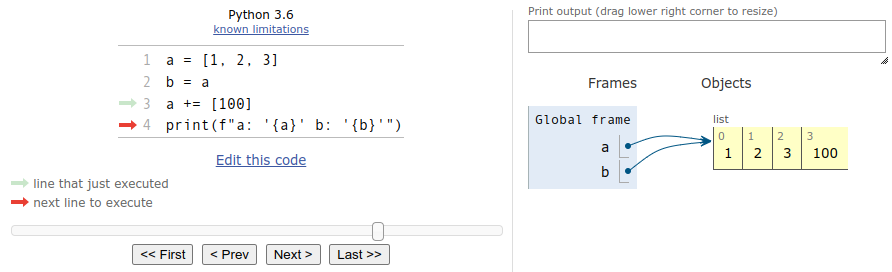 Python 3.6
known limitations
1 a = [1, 2, 3]
2 b = a
3 a += [100]
4 print(f"a: '{a}' b: '{b}'")
Edit this code
line that just executed
next line to execute
<< First < Prev Next > Last >>
Print output (drag lower right corner to resize)
Frames Objects
Global frame
a
b
list
0 1 2 3
1 2 3 100